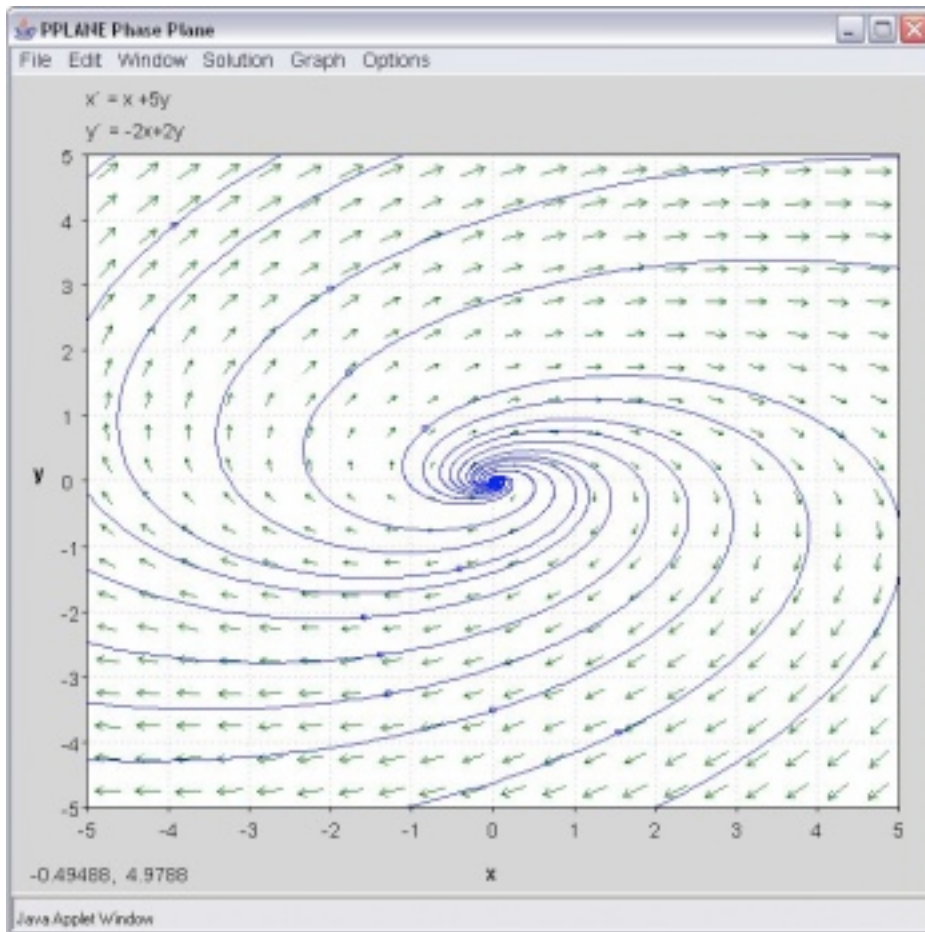 PPLANE Phase Plane
File Edit Window Solution Graph Options
x' = x +5y
y' = -2x+2y
5
4
3
2
1
0
-1
-2
-3
-4
-5
y
-5 -4 -3 -2 -1 0 1 2 3 4 5
x
-0.49488, 4.9788
Java Applet Window